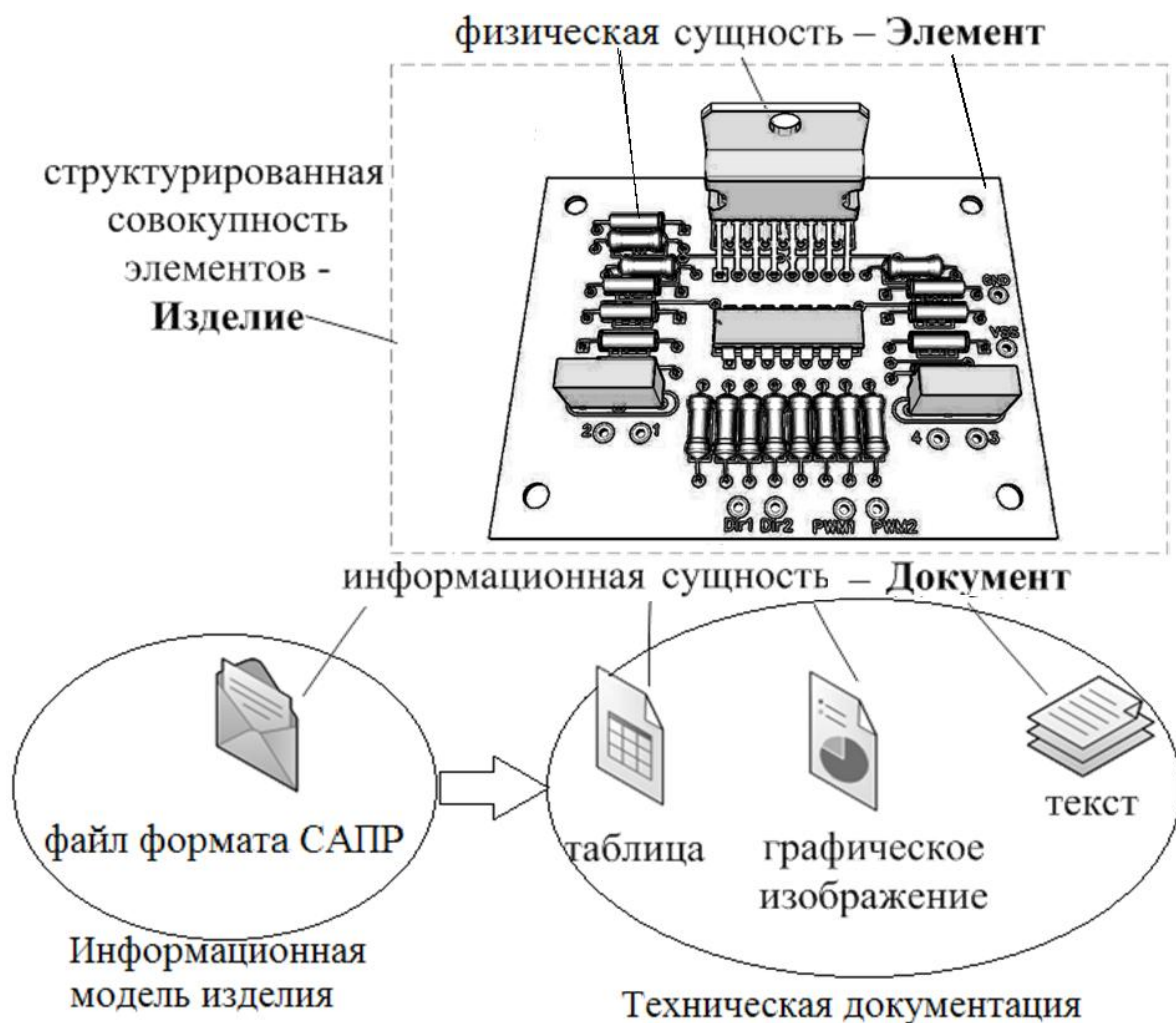 физическая сущность – Элемент
структурированная
совокупность
элементов -
Изделие
GND
VSS
2 1
4 3
Dir1 Dir2 PWM1 PWM2
информационная сущность – Документ
файл формата САПР
таблица
графическое
изображение
текст
Информационная
модель изделия
Техническая документация